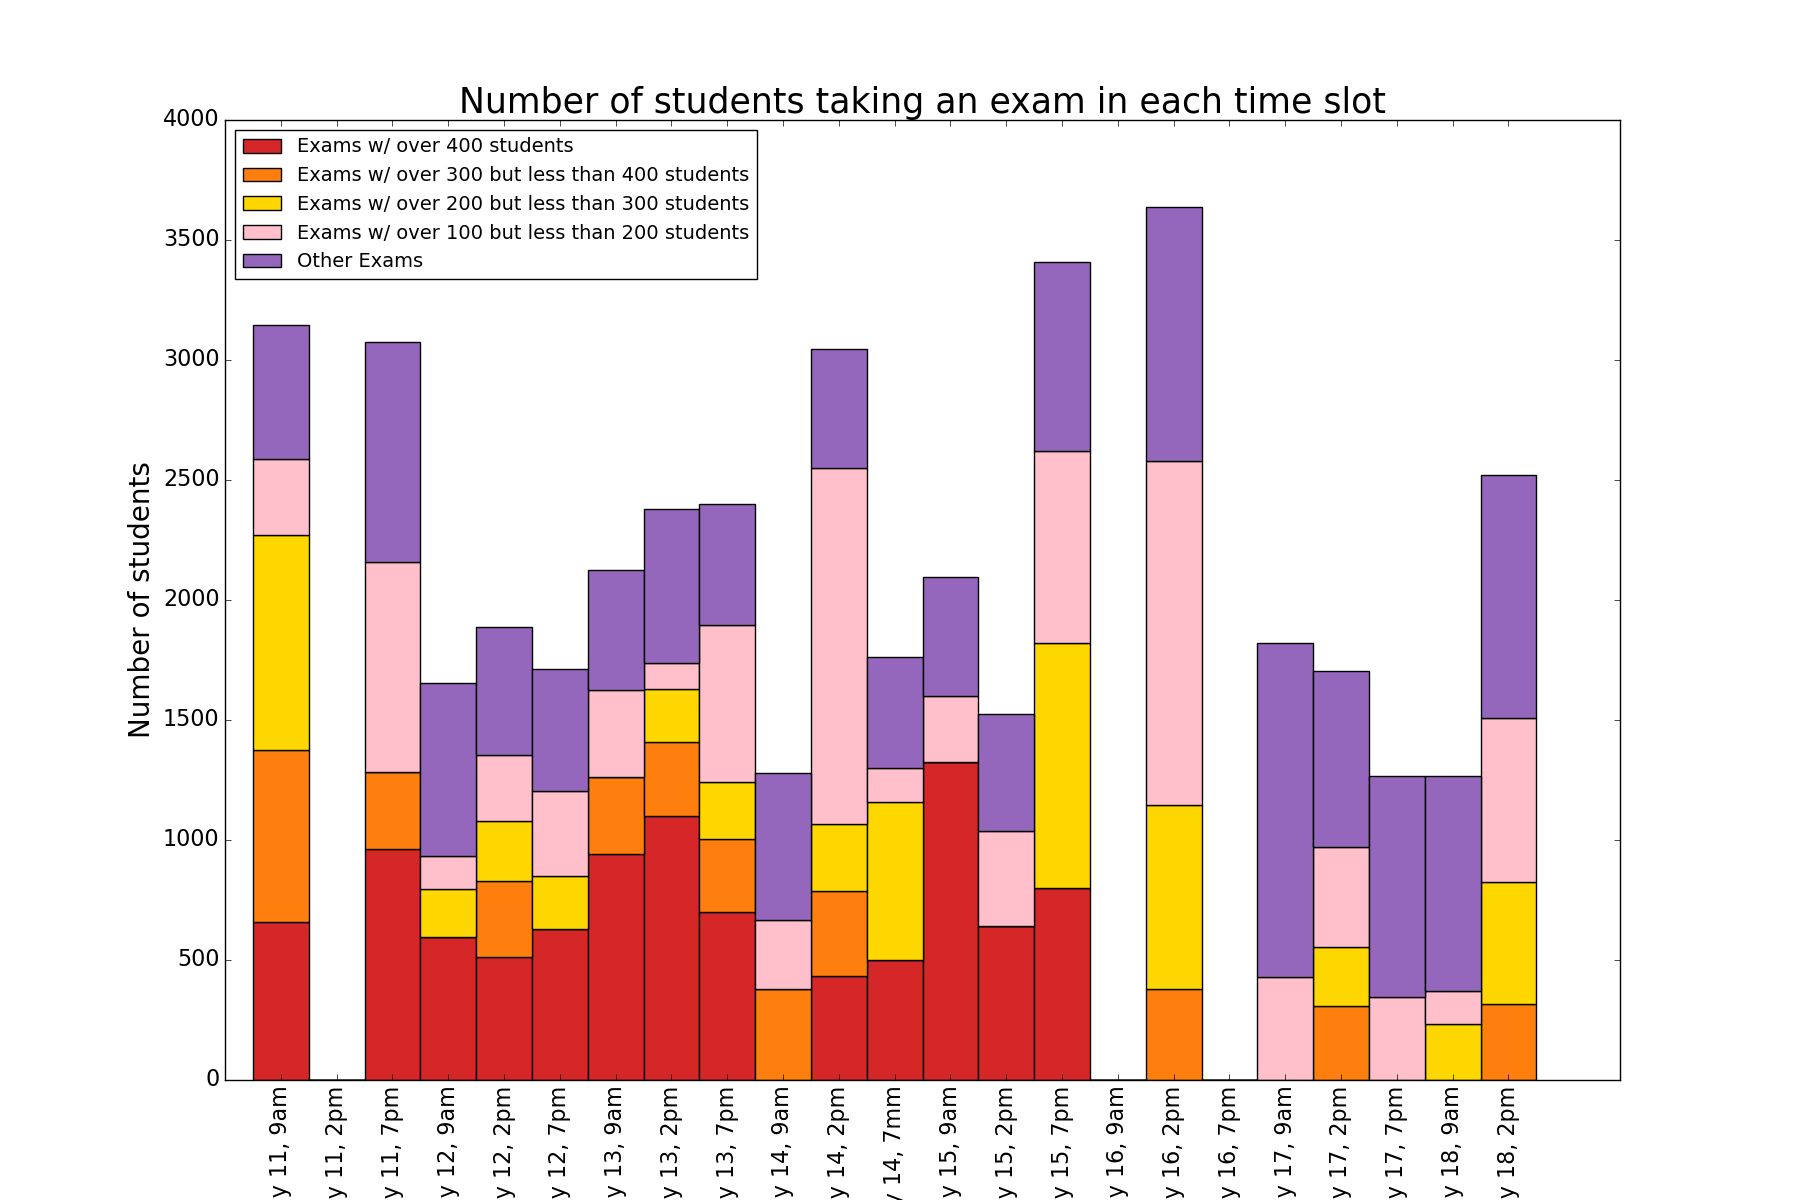 Number of students taking an exam in each time slot
Exams w/ over 400 students
Exams w/ over 300 but less than 400 students
Exams w/ over 200 but less than 300 students
Exams w/ over 100 but less than 200 students
Other Exams
Number of students
4000
3500
3000
2500
2000
1500
1000
500
0
y 11, 9am
y 11, 2pm
y 11, 7pm
y 12, 9am
y 12, 2pm
y 12, 7pm
y 13, 9am
y 13, 2pm
y 13, 7pm
y 14, 9am
y 14, 2pm
y 14, 7mm
y 15, 9am
y 15, 2pm
y 15, 7pm
y 16, 9am
y 16, 2pm
y 16, 7pm
y 17, 9am
y 17, 2pm
y 17, 7pm
y 18, 9am
y 18, 2pm